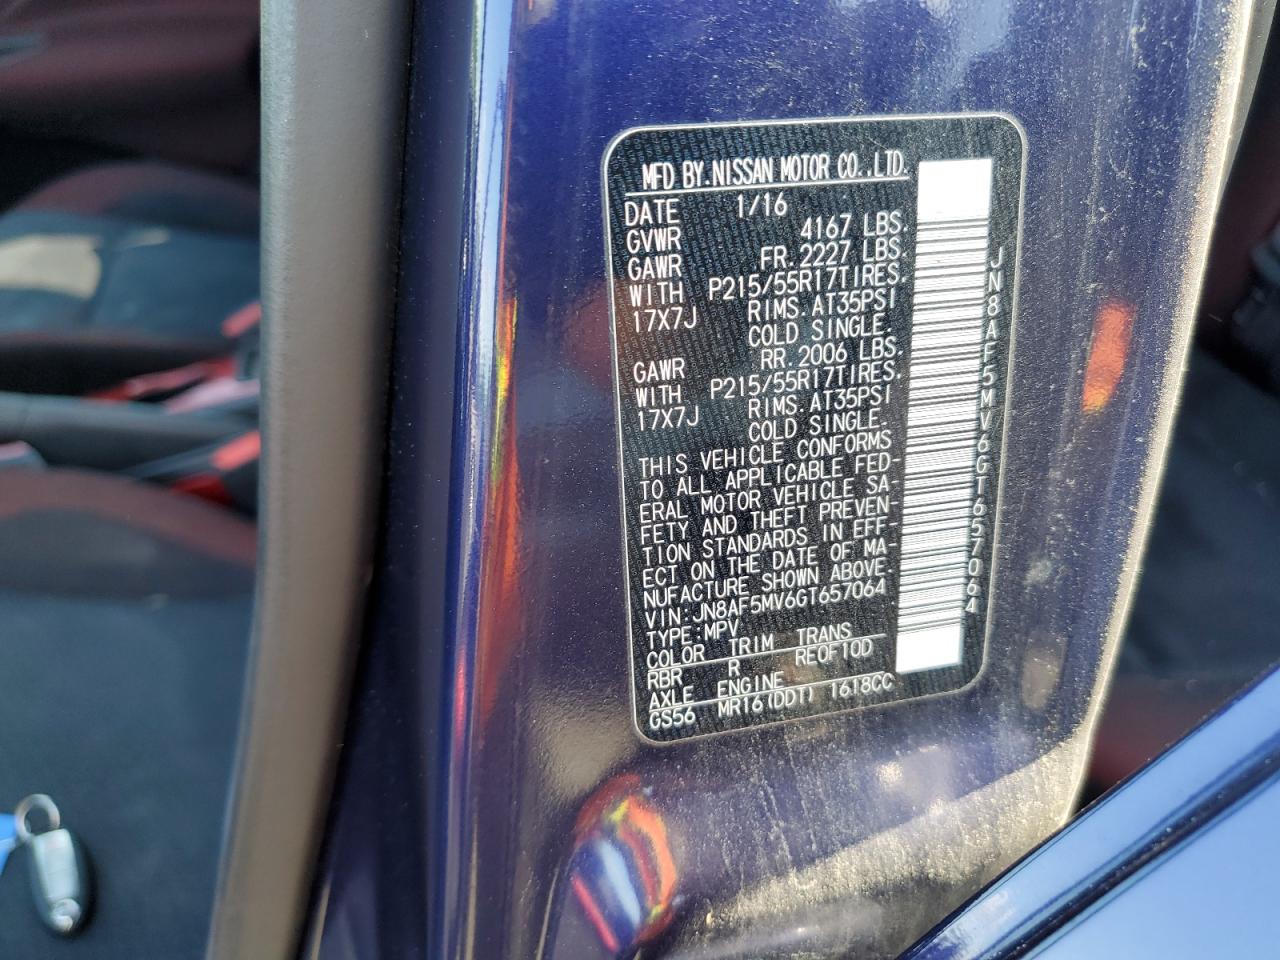 MFD BY.NISSAN MOTOR CO.,LTD.
DATE 1/16
GVWR 4167 LBS.
GAWR FR.2227 LBS.
WITH P215/55R17TIRES.
17X7J RIMS.AT35PSI
COLD SINGLE.
GAWR RR.2006 LBS.
WITH P215/55R17TIRES.
17X7J RIMS.AT35PSI
COLD SINGLE.
THIS VEHICLE CONFORMS
TO ALL APPLICABLE FED
ERAL MOTOR VEHICLE SA-
FETY AND THEFT PREVEN-
TION STANDARDS IN EFF-
ECT ON THE DATE OF MA-
NUFACTURE SHOWN ABOVE.
VIN:JN8AF5MV6GT657064
TYPE:MPV
COLOR TRIM TRANS
RBR R RE0F10D
AXLE ENGINE
GS56 MR16(DDT) 1618CC
JN8AF5MV6GT657064